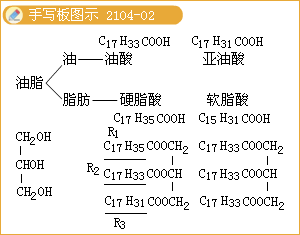 手写板图示 2104-02
C17H33COOH C17H31COOH
油——油酸 亚油酸
油脂
脂肪——硬脂酸 软脂酸
C17H35COOH C15H31COOH
R1
CH2OH C17H35COOCH2 C17H33COOCH2
R2
CHOH C17H33COOCH C17H33COOCH
CH2OH C17H31COOCH2 C17H33COOCH2
R3